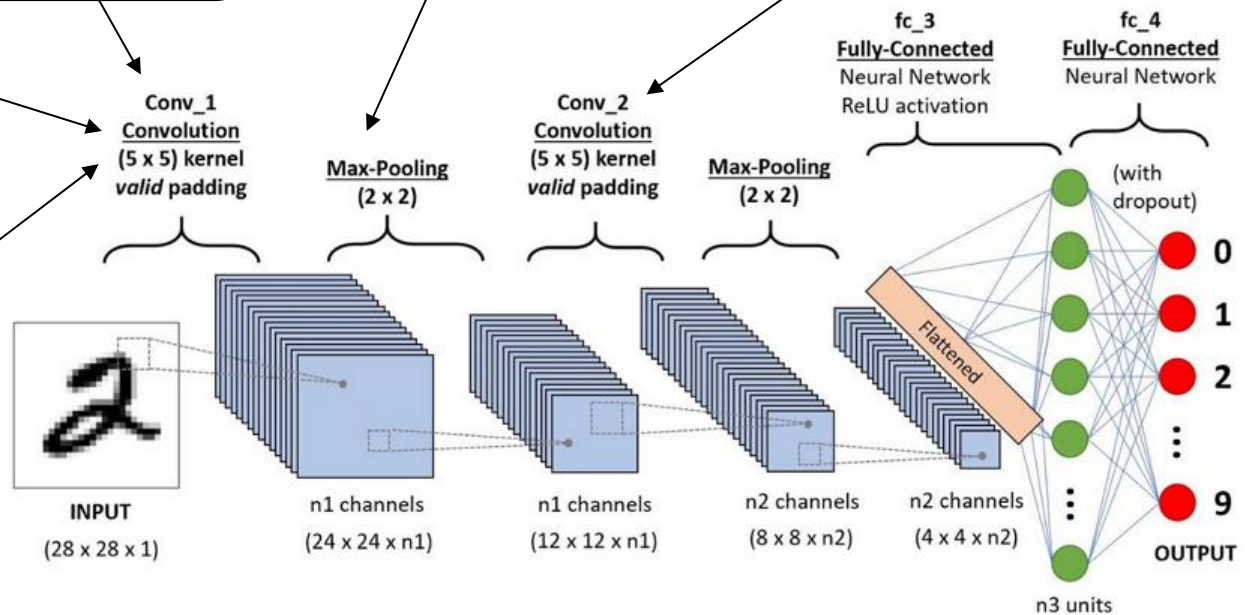 Conv_1
Convolution
(5 x 5) kernel
valid padding
Max-Pooling
(2 x 2)
Conv_2
Convolution
(5 x 5) kernel
valid padding
Max-Pooling
(2 x 2)
fc_3
Fully-Connected
Neural Network
ReLU activation
fc_4
Fully-Connected
Neural Network
(with
dropout)
Flattened
0
1
2
9
OUTPUT
2
INPUT
(28 x 28 x 1)
n1 channels
(24 x 24 x n1)
n1 channels
(12 x 12 x n1)
n2 channels
(8 x 8 x n2)
n2 channels
(4 x 4 x n2)
n3 units